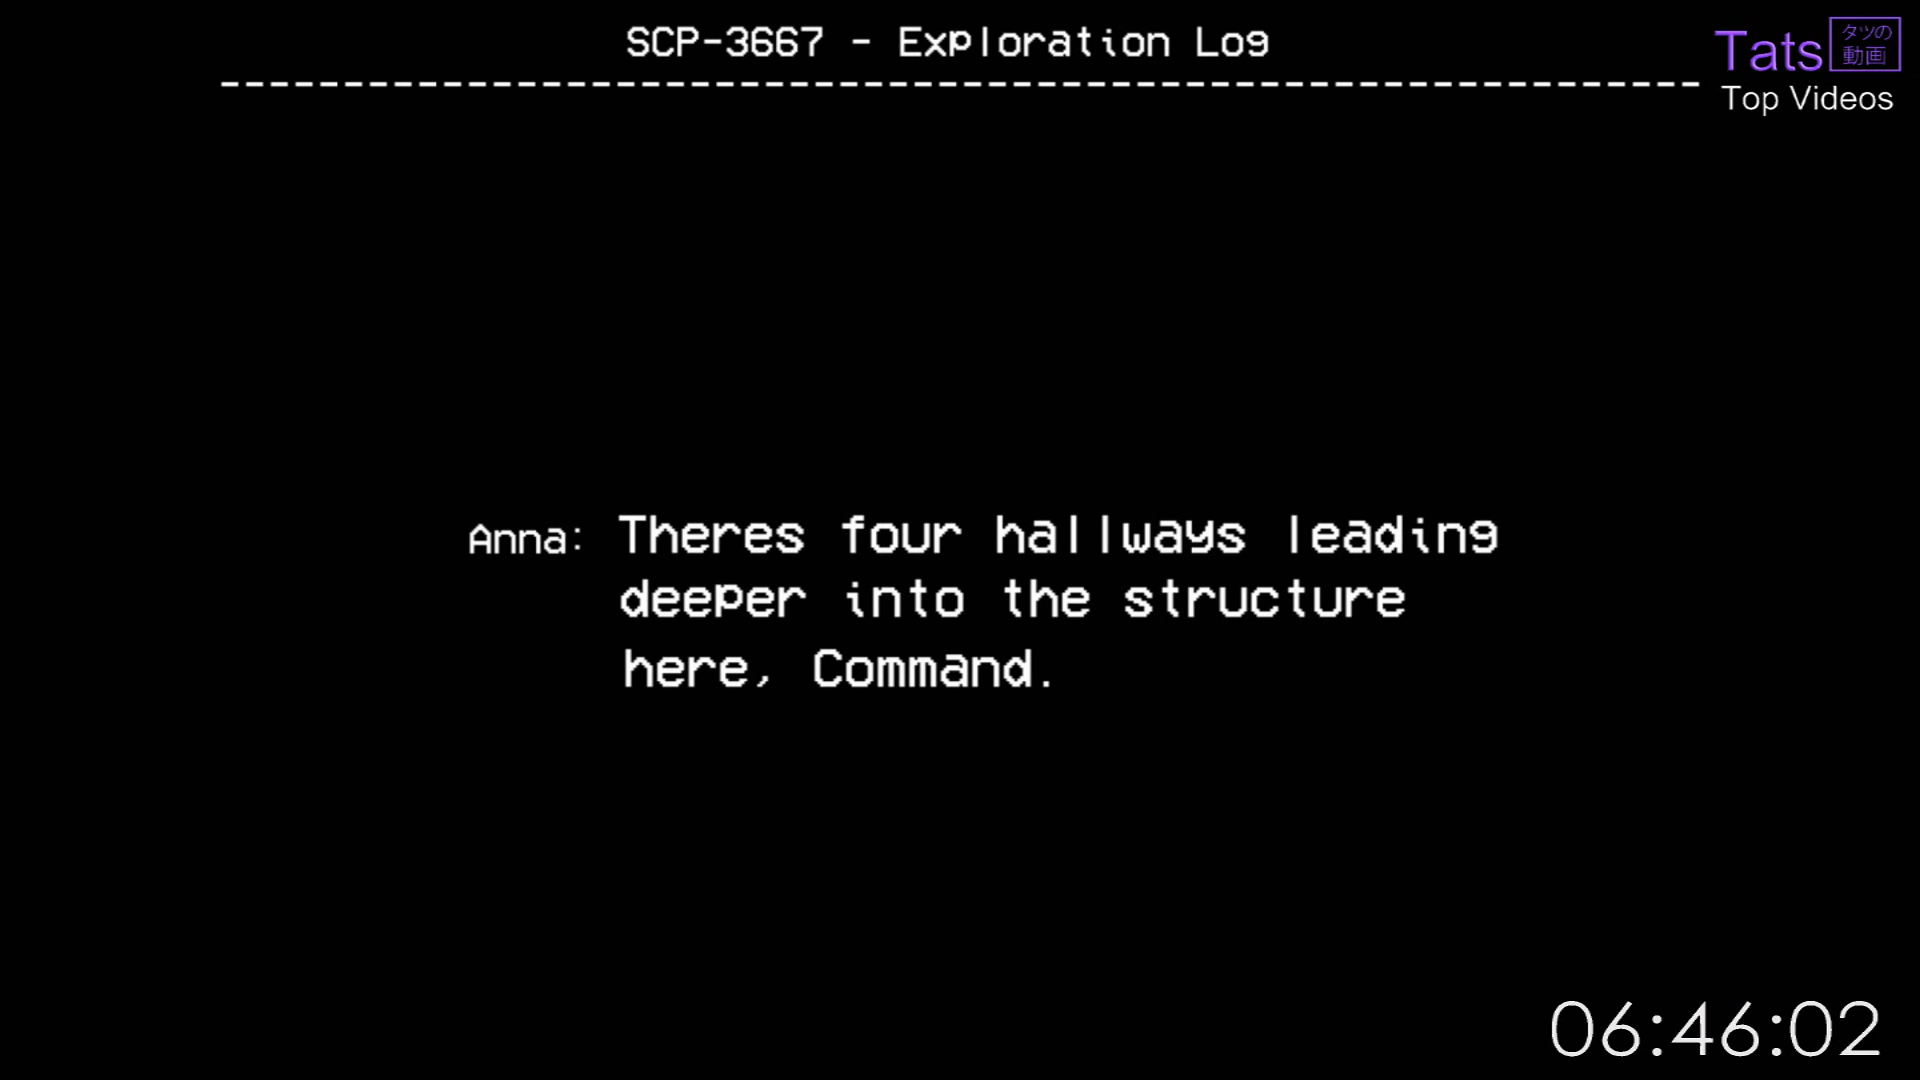 SCP-3667 - Exploration Log
Tats
タツの
動画
Top Videos
Anna: Theres four hallways leading
deeper into the structure
here, Command.
06:46:02